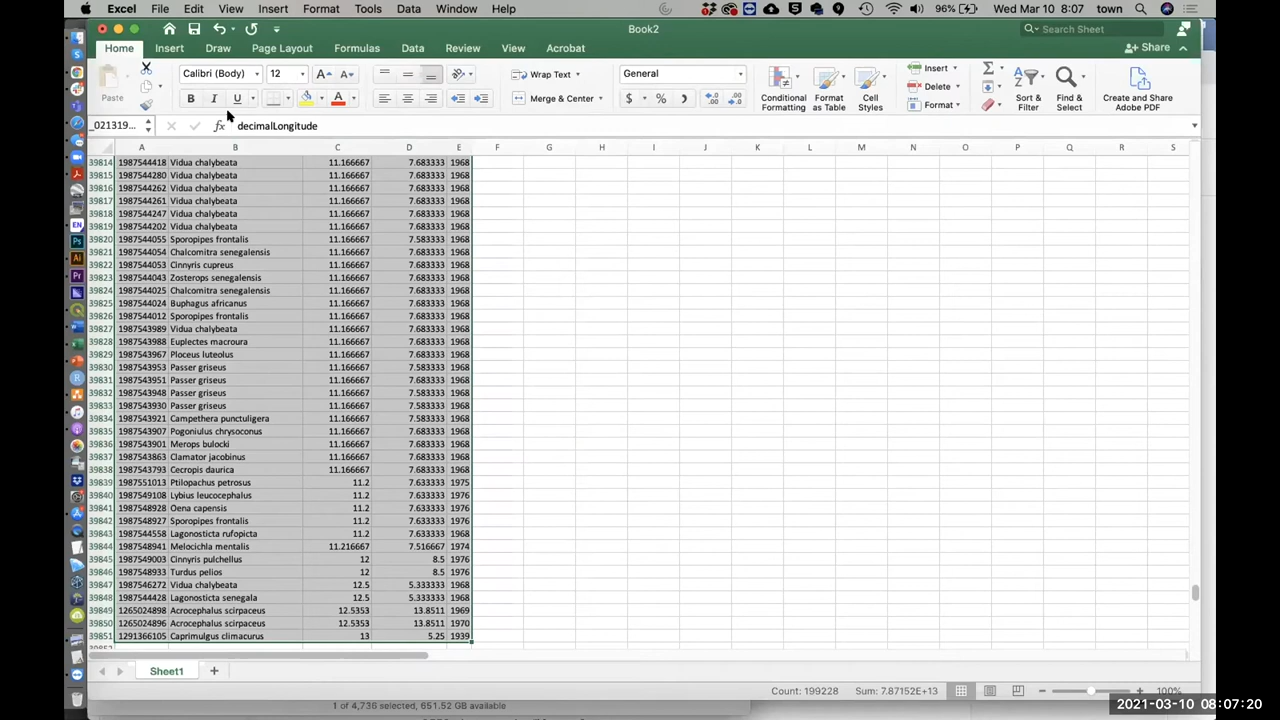 Excel File Edit View Insert Format Tools Data Window Help 96% Wed Mar 10 8:07 town
Book2 Search Sheet
Home Insert Draw Page Layout Formulas Data Review View Acrobat Share
Paste Calibri (Body) 12 Wrap Text General Insert
B I U Merge & Center $ % Conditional Formatting Format as Table Cell Styles Delete Format Sort & Filter Find & Select Create and Share Adobe PDF
_021319... fx decimalLongitude
A B C D E F G H I J K L M N O P Q R S
39814 1987544418 Vidua chalybeata 11.166667 7.683333 1968
39815 1987544280 Vidua chalybeata 11.166667 7.683333 1968
39816 1987544262 Vidua chalybeata 11.166667 7.683333 1968
39817 1987544261 Vidua chalybeata 11.166667 7.683333 1968
39818 1987544247 Vidua chalybeata 11.166667 7.683333 1968
39819 1987544202 Vidua chalybeata 11.166667 7.683333 1968
39820 1987544055 Sporopipes frontalis 11.166667 7.583333 1968
39821 1987544054 Chalcomitra senegalensis 11.166667 7.683333 1968
39822 1987544053 Cinnyris cupreus 11.166667 7.683333 1968
39823 1987544043 Zosterops senegalensis 11.166667 7.683333 1968
39824 1987544025 Chalcomitra senegalensis 11.166667 7.683333 1968
39825 1987544024 Buphagus africanus 11.166667 7.683333 1968
39826 1987544012 Sporopipes frontalis 11.166667 7.583333 1968
39827 1987543989 Vidua chalybeata 11.166667 7.683333 1968
39828 1987543988 Euplectes macroura 11.166667 7.683333 1968
39829 1987543967 Ploceus luteolus 11.166667 7.683333 1968
39830 1987543953 Passer griseus 11.166667 7.583333 1968
39831 1987543951 Passer griseus 11.166667 7.583333 1968
39832 1987543948 Passer griseus 11.166667 7.583333 1968
39833 1987543930 Passer griseus 11.166667 7.583333 1968
39834 1987543921 Campethera punctuligera 11.166667 7.683333 1968
39835 1987543907 Pogoniulus chrysoconus 11.166667 7.683333 1968
39836 1987543901 Merops bulocki 11.166667 7.683333 1968
39837 1987543863 Clamator jacobinus 11.166667 7.683333 1968
39838 1987543793 Cecropis daurica 11.166667 7.683333 1968
39839 1987551013 Ptilopachus petrosus 11.2 7.633333 1975
39840 1987549108 Lybius leucocephalus 11.2 7.633333 1976
39841 1987548928 Oena capensis 11.2 7.633333 1976
39842 1987548927 Sporopipes frontalis 11.2 7.633333 1976
39843 1987544558 Lagonosticta rufopicta 11.2 7.633333 1968
39844 1987548941 Melocichla mentalis 11.216667 7.516667 1974
39845 1987549003 Cinnyris pulchellus 12 8.5 1976
39846 1987548933 Turdus pelios 12 8.5 1976
39847 1987546272 Vidua chalybeata 12.5 5.333333 1968
39848 1987544428 Lagonosticta senegala 12.5 5.333333 1968
39849 1265024898 Acrocephalus scirpaceus 12.5353 13.8511 1969
39850 1265024896 Acrocephalus scirpaceus 12.5353 13.8511 1970
39851 1291366105 Caprimulgus climacurus 13 5.25 1939
Sheet1
Count: 199228 Sum: 7.87152E+13 100%
1 of 4,736 selected, 651.52 GB available
2021-03-10 08:07:20